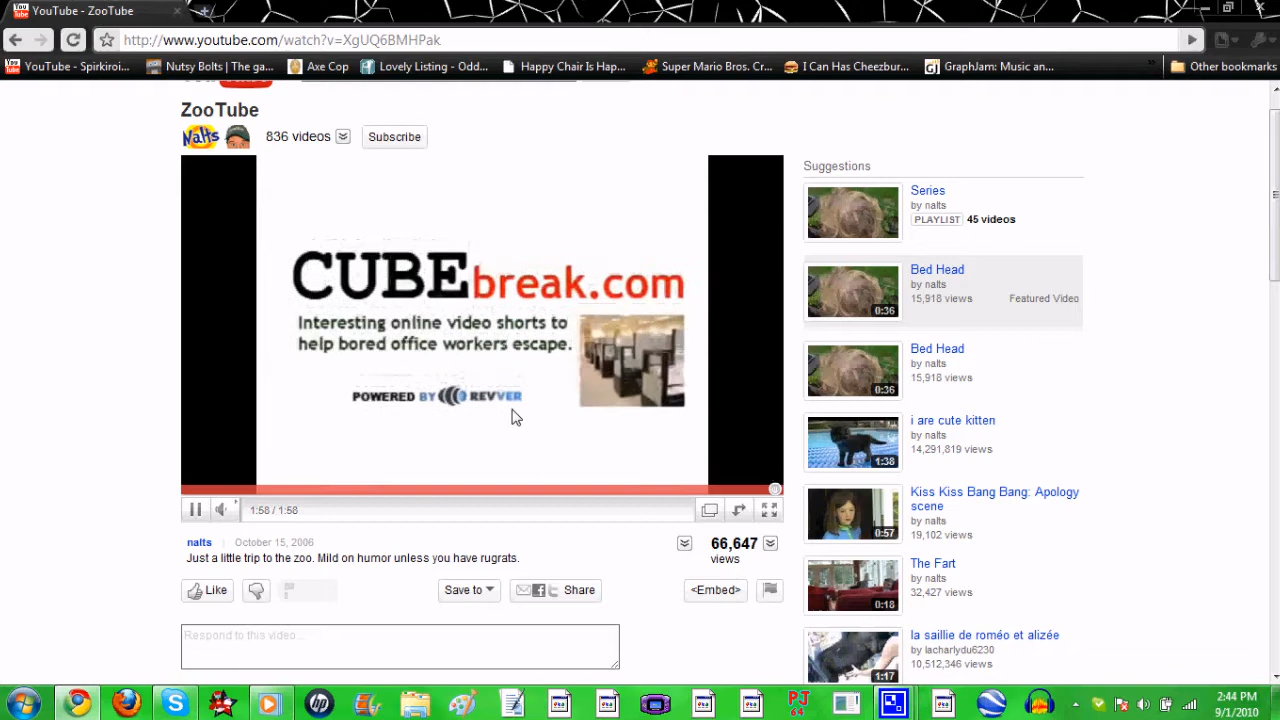 YouTube - ZooTube
http://www.youtube.com/watch?v=XgUQ6BMHPak
YouTube - Spirkiroi... Nutsy Bolts | The ga... Axe Cop Lovely Listing - Odd... Happy Chair Is Hap... Super Mario Bros. Cr... I Can Has Cheezbur... GraphJam: Music an... Other bookmarks
ZooTube
Nalts 836 videos Subscribe
CUBEbreak.com
Interesting online video shorts to
help bored office workers escape.
POWERED BY REVVER
1:58 / 1:58
nalts October 15, 2006
Just a little trip to the zoo. Mild on humor unless you have rugrats.
66,647
views
Like Save to Share <Embed>
Respond to this video...
Suggestions
Series
by nalts
PLAYLIST 45 videos
Bed Head
by nalts
15,918 views Featured Video
0:36
Bed Head
by nalts
15,918 views
0:36
i are cute kitten
by nalts
14,291,819 views
1:38
Kiss Kiss Bang Bang: Apology
scene
by nalts
19,102 views
0:57
The Fart
by nalts
32,427 views
0:18
la saillie de roméo et alizée
by lacharlydu6230
10,512,346 views
1:17
2:44 PM
9/1/2010